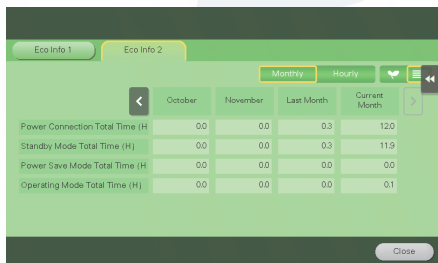 Eco Info 1 Eco Info 2
Monthly Hourly
October November Last Month Current Month
Power Connection Total Time (H 0.0 0.0 0.3 12.0
Standby Mode Total Time (H) 0.0 0.0 0.3 11.9
Power Save Mode Total Time (H 0.0 0.0 0.0 0.0
Operating Mode Total Time (H) 0.0 0.0 0.0 0.1
Close